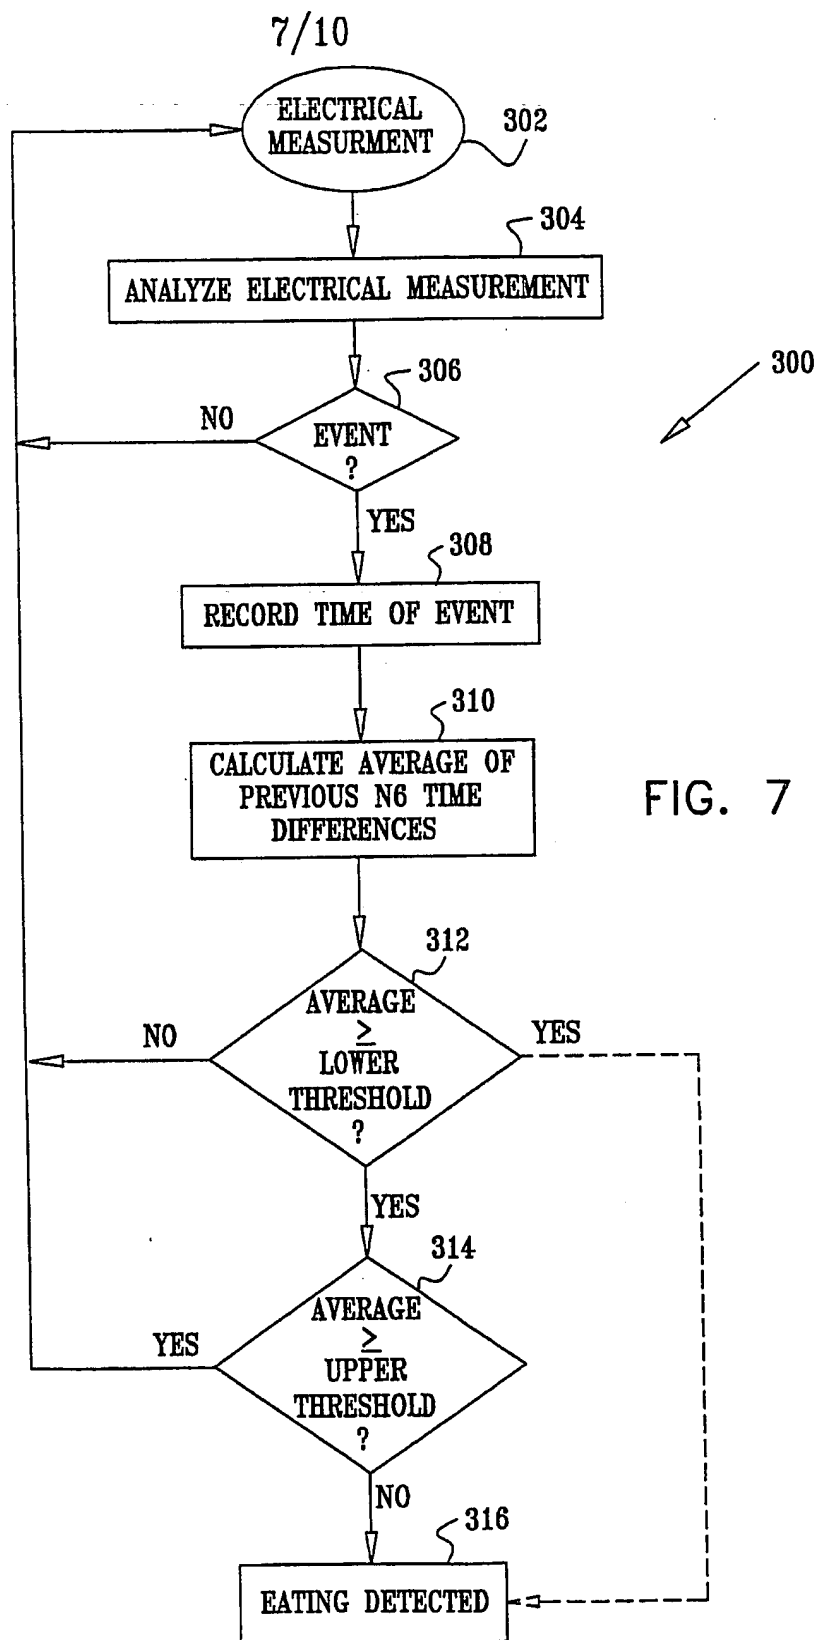 7/10
ELECTRICAL
MEASURMENT
302
304
ANALYZE ELECTRICAL MEASUREMENT
306
300
NO
EVENT
?
YES
308
RECORD TIME OF EVENT
310
CALCULATE AVERAGE OF
PREVIOUS N6 TIME
DIFFERENCES
FIG. 7
312
AVERAGE
≥
LOWER
THRESHOLD
?
NO
YES
YES
314
AVERAGE
≥
UPPER
THRESHOLD
?
YES
NO
316
EATING DETECTED